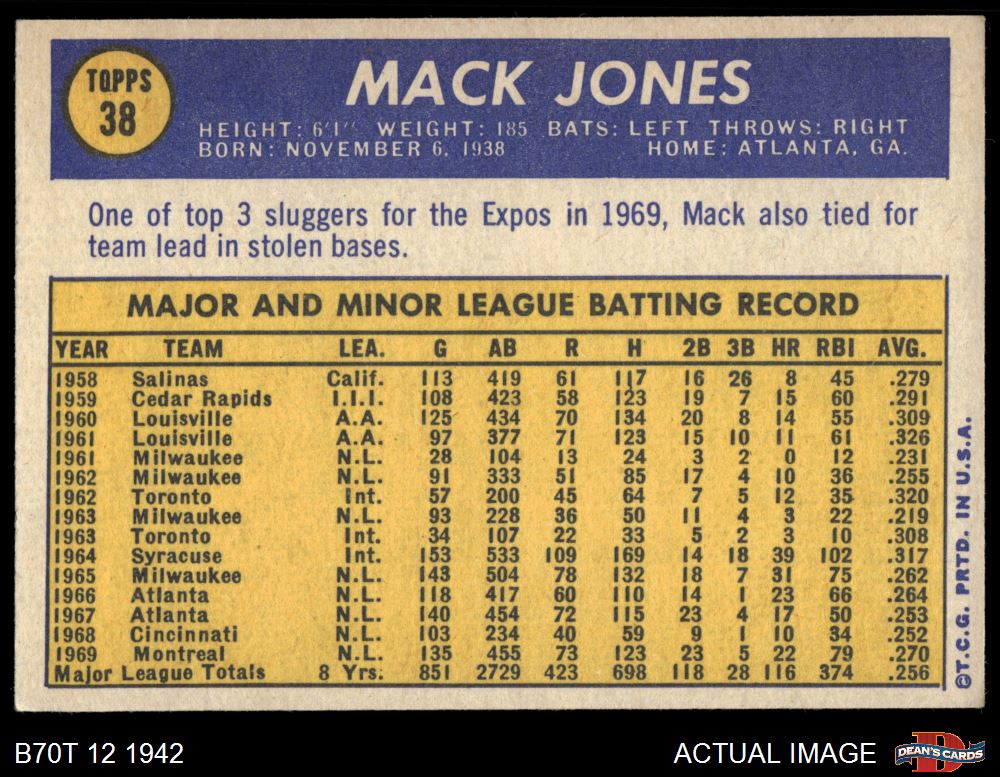 TOPPS
38
MACK JONES
HEIGHT: 6'1" WEIGHT: 185 BATS: LEFT THROWS: RIGHT
BORN: NOVEMBER 6, 1938 HOME: ATLANTA, GA.
One of top 3 sluggers for the Expos in 1969, Mack also tied for
team lead in stolen bases.
MAJOR AND MINOR LEAGUE BATTING RECORD
YEAR TEAM LEA. G AB R H 2B 3B HR RBI AVG.
1958 Salinas Calif. 113 419 61 117 16 26 8 45 .279
1959 Cedar Rapids I.I.I. 108 423 58 123 19 7 15 60 .291
1960 Louisville A.A. 125 434 70 134 20 8 14 55 .309
1961 Louisville A.A. 97 377 71 123 15 10 11 61 .326
1961 Milwaukee N.L. 28 104 13 24 3 2 0 12 .231
1962 Milwaukee N.L. 91 333 51 85 17 4 10 36 .255
1962 Toronto Int. 57 200 45 64 7 5 12 35 .320
1963 Milwaukee N.L. 93 228 36 50 11 4 3 22 .219
1963 Toronto Int. 34 107 22 33 5 2 3 10 .308
1964 Syracuse Int. 153 533 109 169 14 18 39 102 .317
1965 Milwaukee N.L. 143 504 78 132 18 7 31 75 .262
1966 Atlanta N.L. 118 417 60 110 14 1 23 66 .264
1967 Atlanta N.L. 140 454 72 115 23 4 17 50 .253
1968 Cincinnati N.L. 103 234 40 59 9 1 10 34 .252
1969 Montreal N.L. 135 455 73 123 23 5 22 79 .270
Major League Totals 8 Yrs. 851 2729 423 698 118 28 116 374 .256
©T.C.G. PRTD. IN U.S.A.
B70T 12 1942
ACTUAL IMAGE
DEAN'S CARDS